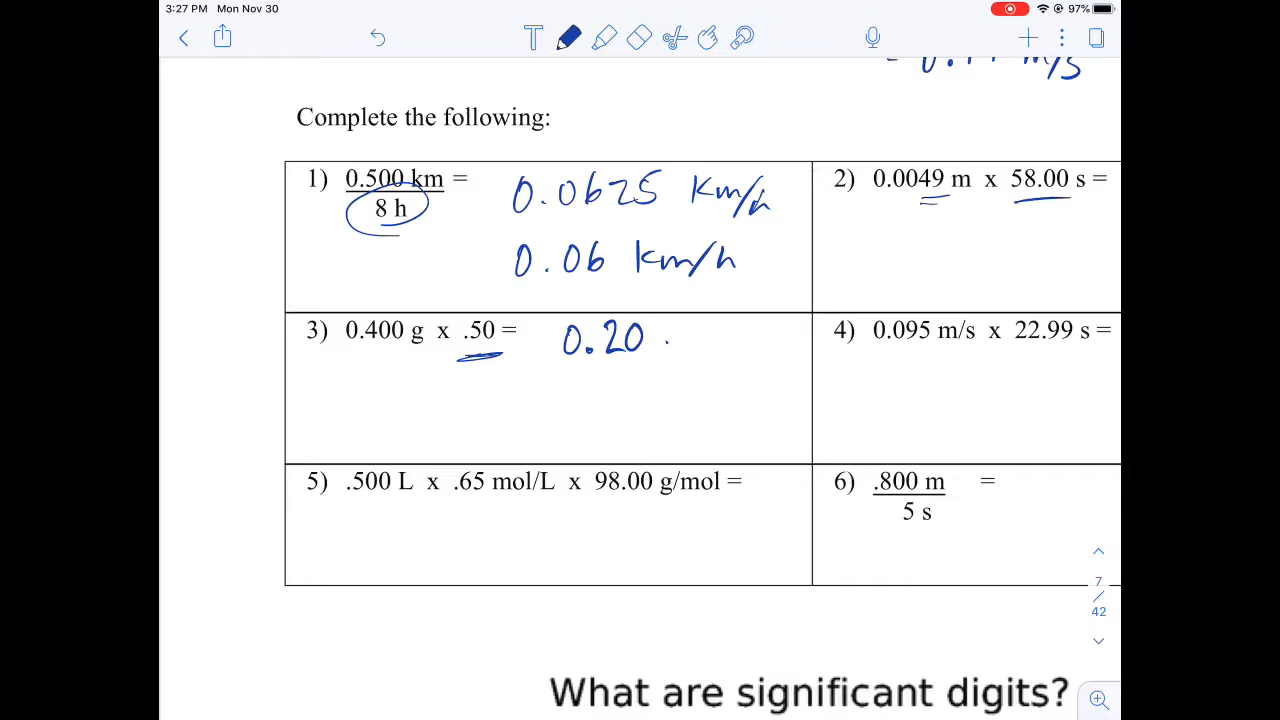 3:27 PM Mon Nov 30
97%
m/s
Complete the following:
1) 0.500 km =
8 h
0.0625 km/h
0.06 km/h
2) 0.0049 m x 58.00 s =
3) 0.400 g x .50 =
0.20
4) 0.095 m/s x 22.99 s =
5) .500 L x .65 mol/L x 98.00 g/mol =
6) .800 m =
5 s
7
/
42
What are significant digits?